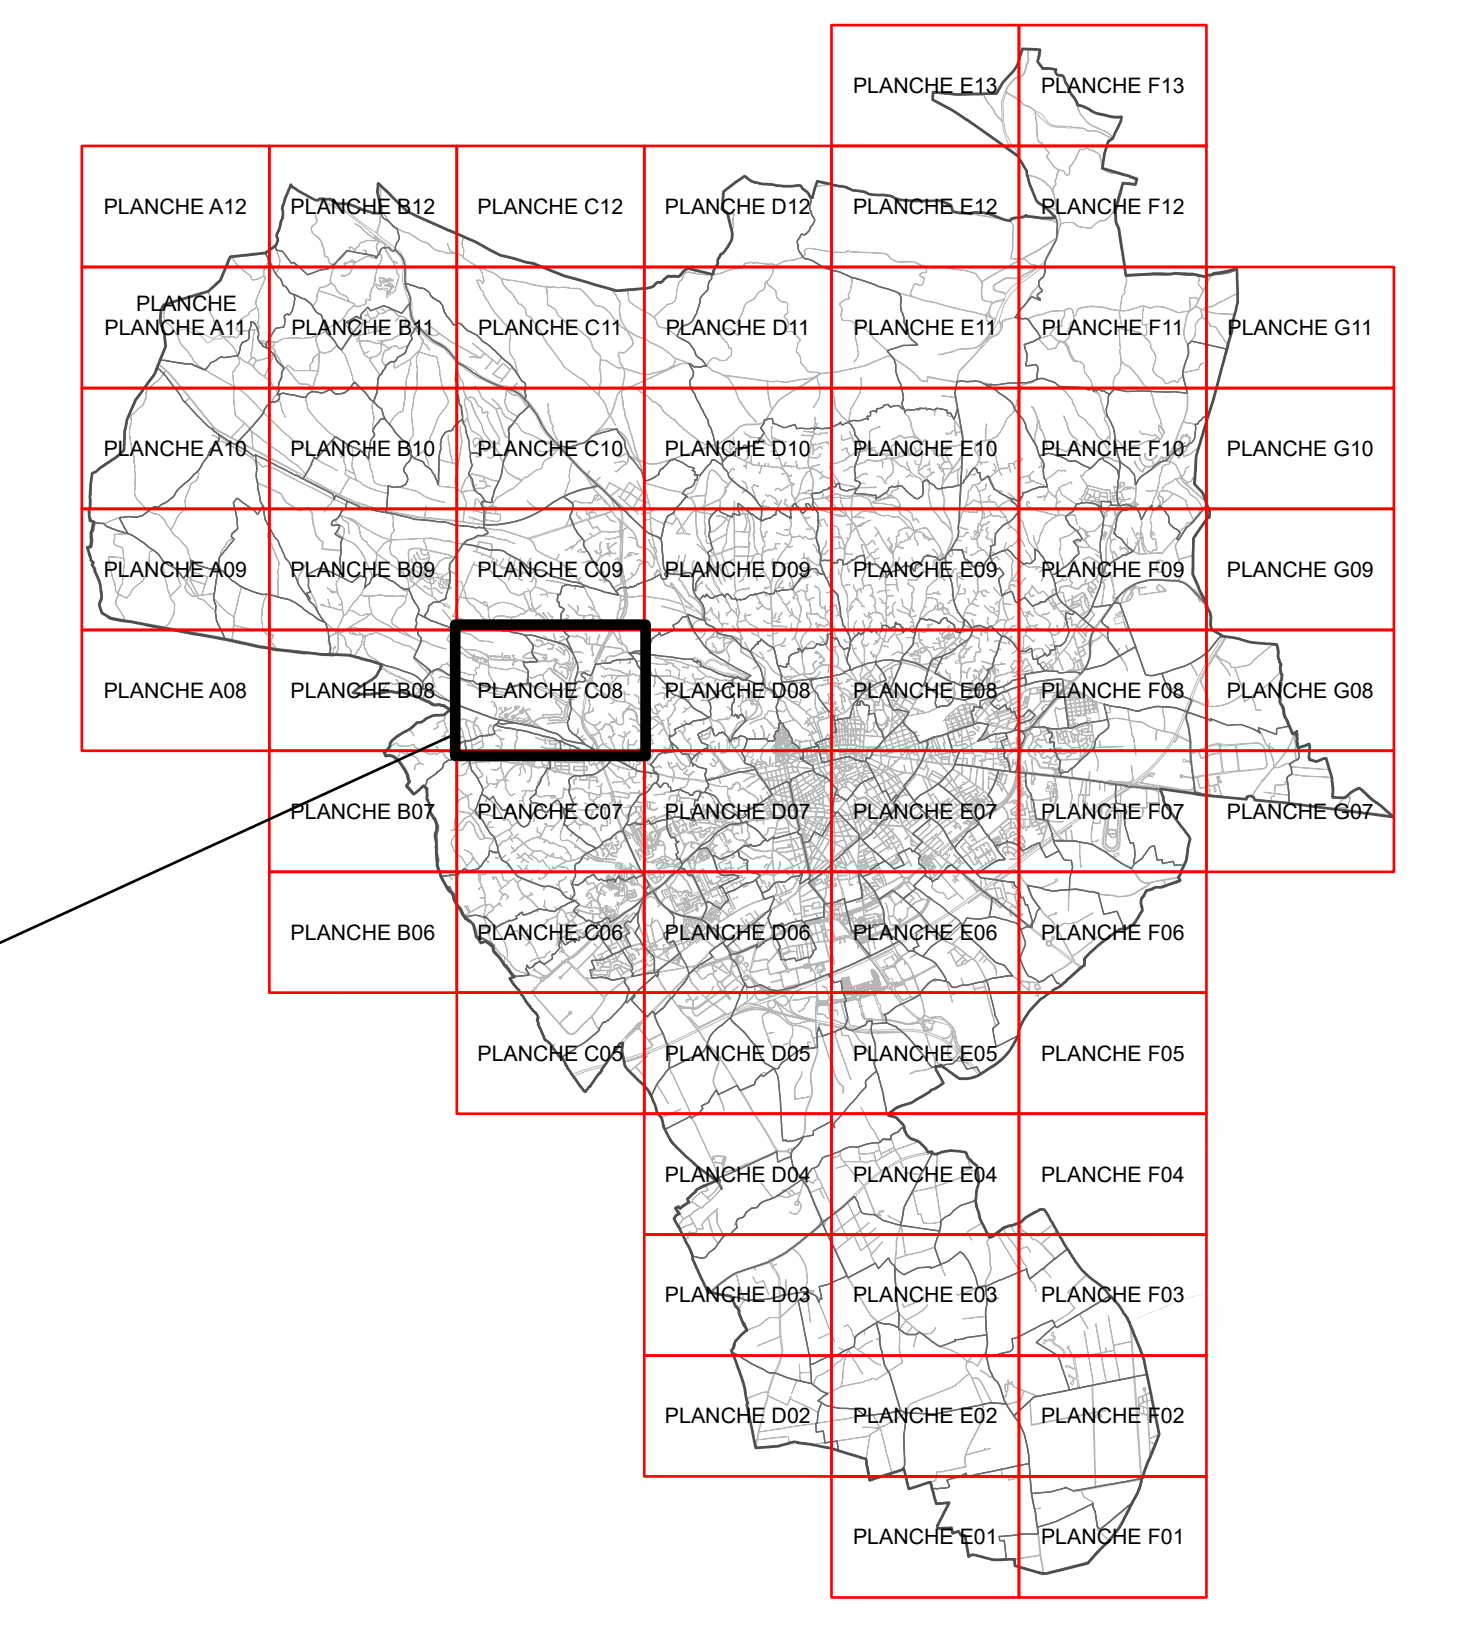 PLANCHE E13
PLANCHE F13
PLANCHE A12
PLANCHE B12
PLANCHE C12
PLANCHE D12
PLANCHE E12
PLANCHE F12
PLANCHE
PLANCHE A11
PLANCHE B11
PLANCHE C11
PLANCHE D11
PLANCHE E11
PLANCHE F11
PLANCHE G11
PLANCHE A10
PLANCHE B10
PLANCHE C10
PLANCHE D10
PLANCHE E10
PLANCHE F10
PLANCHE G10
PLANCHE A09
PLANCHE B09
PLANCHE C09
PLANCHE D09
PLANCHE E09
PLANCHE F09
PLANCHE G09
PLANCHE A08
PLANCHE B08
PLANCHE C08
PLANCHE D08
PLANCHE E08
PLANCHE F08
PLANCHE G08
PLANCHE B07
PLANCHE C07
PLANCHE D07
PLANCHE E07
PLANCHE F07
PLANCHE G07
PLANCHE B06
PLANCHE C06
PLANCHE D06
PLANCHE E06
PLANCHE F06
PLANCHE C05
PLANCHE D05
PLANCHE E05
PLANCHE F05
PLANCHE D04
PLANCHE E04
PLANCHE F04
PLANCHE D03
PLANCHE E03
PLANCHE F03
PLANCHE D02
PLANCHE E02
PLANCHE F02
PLANCHE E01
PLANCHE F01